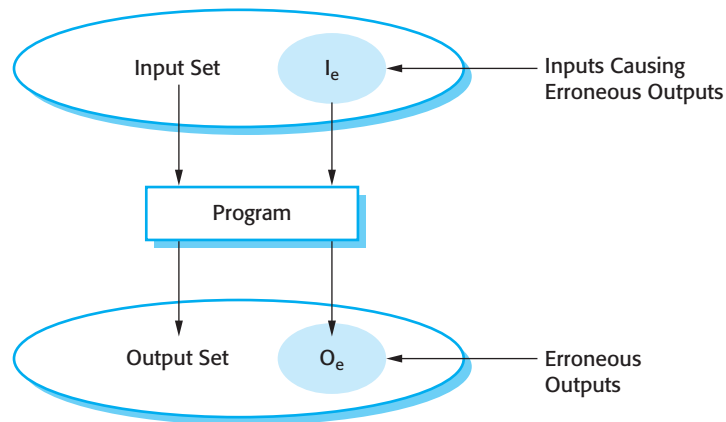 Input Set
Iₑ
Inputs Causing
Erroneous Outputs
Program
Output Set
Oₑ
Erroneous
Outputs